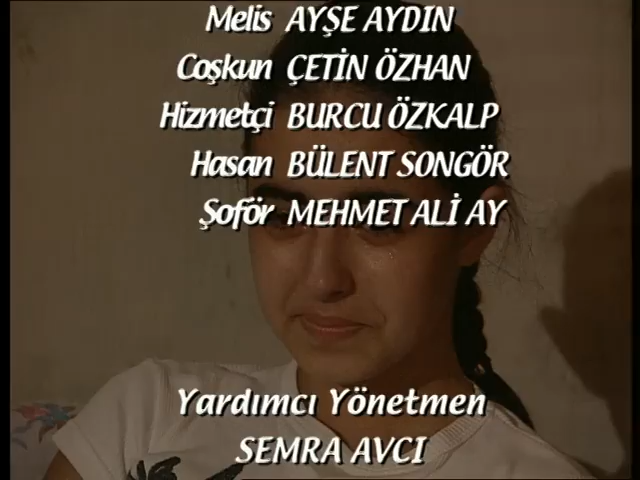 Melis AYŞE AYDIN
Coşkun ÇETİN ÖZHAN
Hizmetçi BURCU ÖZKALP
Hasan BÜLENT SONGÖR
Şoför MEHMET ALİ AY
Yardımcı Yönetmen
SEMRA AVCI